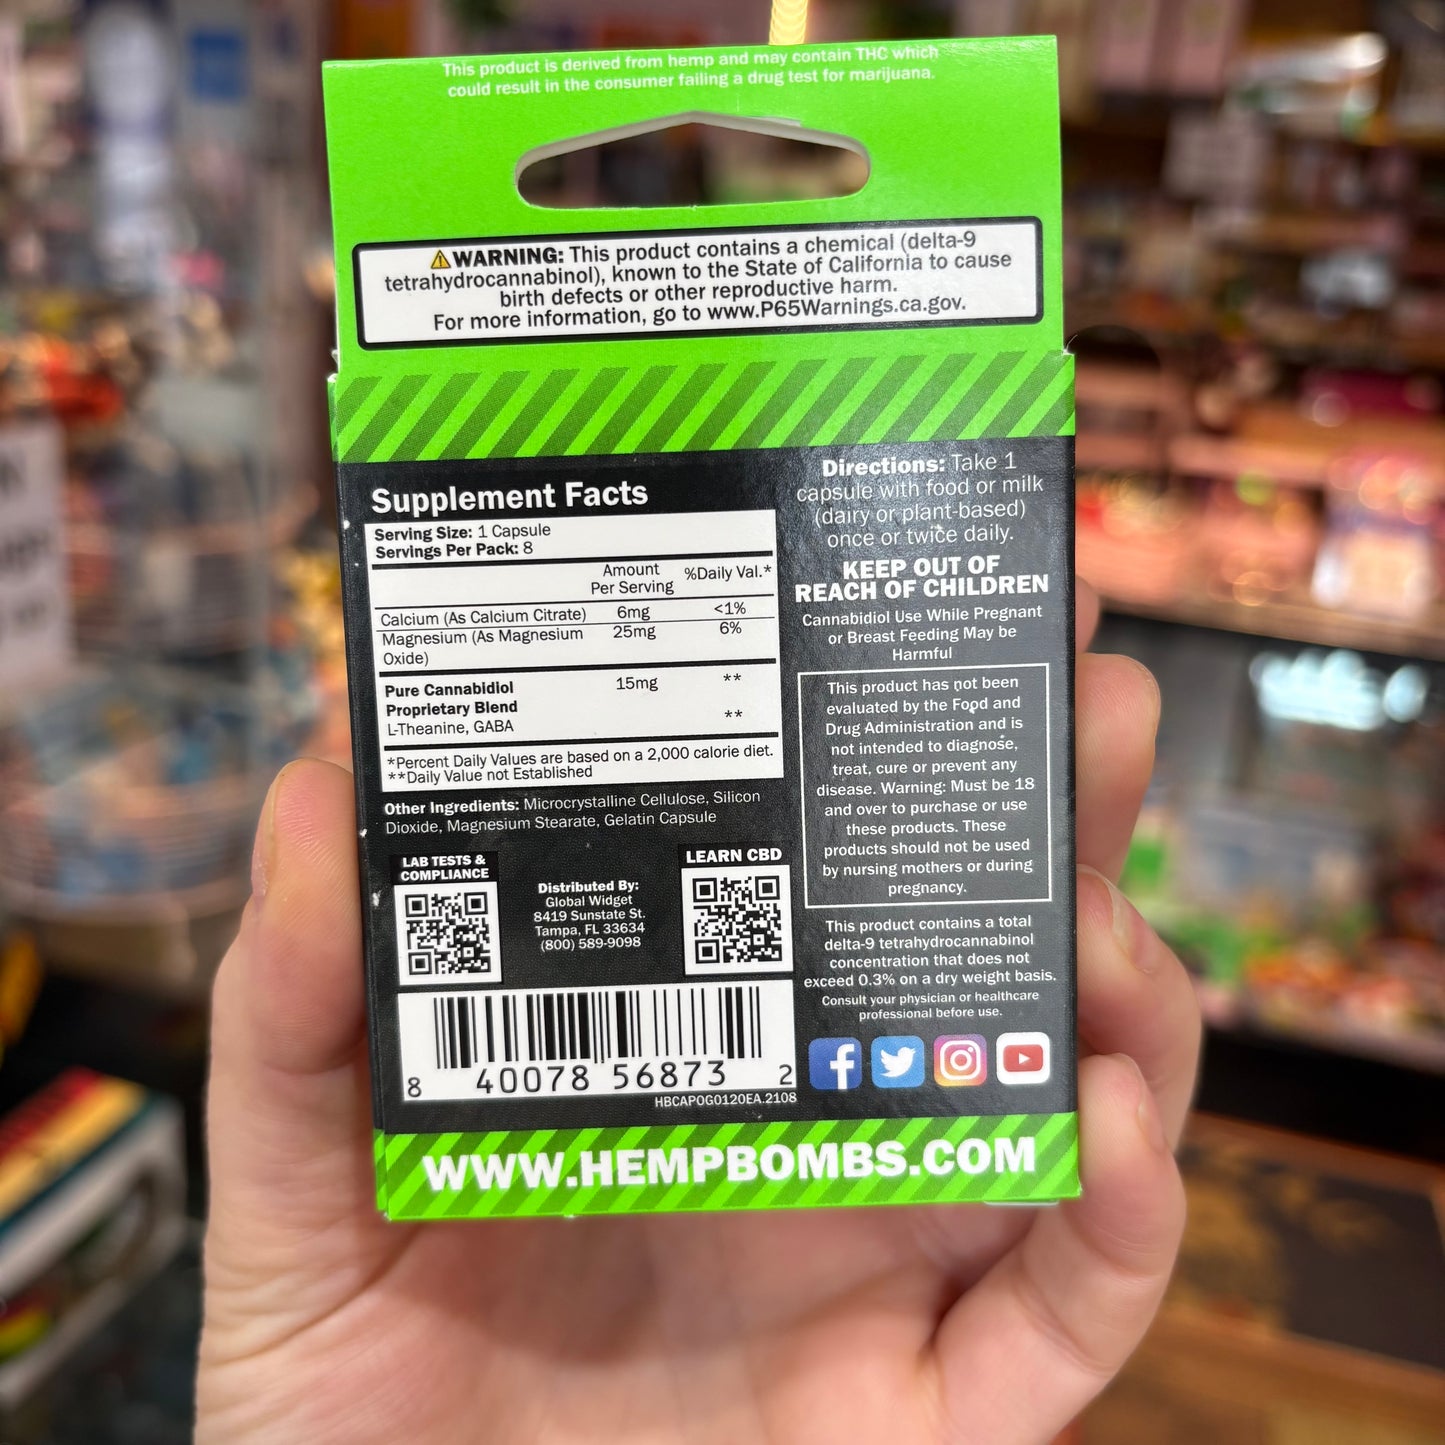 This product is derived from hemp and may contain THC which
could result in the consumer failing a drug test for marijuana.
WARNING: This product contains a chemical (delta-9
tetrahydrocannabinol), known to the State of California to cause
birth defects or other reproductive harm.
For more information, go to www.P65Warnings.ca.gov.
Supplement Facts
Serving Size: 1 Capsule
Servings Per Pack: 8
Amount
Per Serving
%Daily Val.*
Calcium (As Calcium Citrate) 6mg <1%
Magnesium (As Magnesium 25mg 6%
Oxide)
Pure Cannabidiol 15mg **
Proprietary Blend **
L-Theanine, GABA
*Percent Daily Values are based on a 2,000 calorie diet.
**Daily Value not Established
Other Ingredients: Microcrystalline Cellulose, Silicon
Dioxide, Magnesium Stearate, Gelatin Capsule
LAB TESTS &
COMPLIANCE
Distributed By:
Global Widget
8419 Sunstate St.
Tampa, FL 33634
(800) 589-9098
LEARN CBD
8 40078 56873 2
HBCAPOG0120EA.2108
Directions: Take 1
capsule with food or milk
(dairy or plant-based)
once or twice daily.
KEEP OUT OF
REACH OF CHILDREN
Cannabidiol Use While Pregnant
or Breast Feeding May be
Harmful
This product has not been
evaluated by the Food and
Drug Administration and is
not intended to diagnose,
treat, cure or prevent any
disease. Warning: Must be 18
and over to purchase or use
these products. These
products should not be used
by nursing mothers or during
pregnancy.
This product contains a total
delta-9 tetrahydrocannabinol
concentration that does not
exceed 0.3% on a dry weight basis.
Consult your physician or healthcare
professional before use.
WWW.HEMPBOMBS.COM